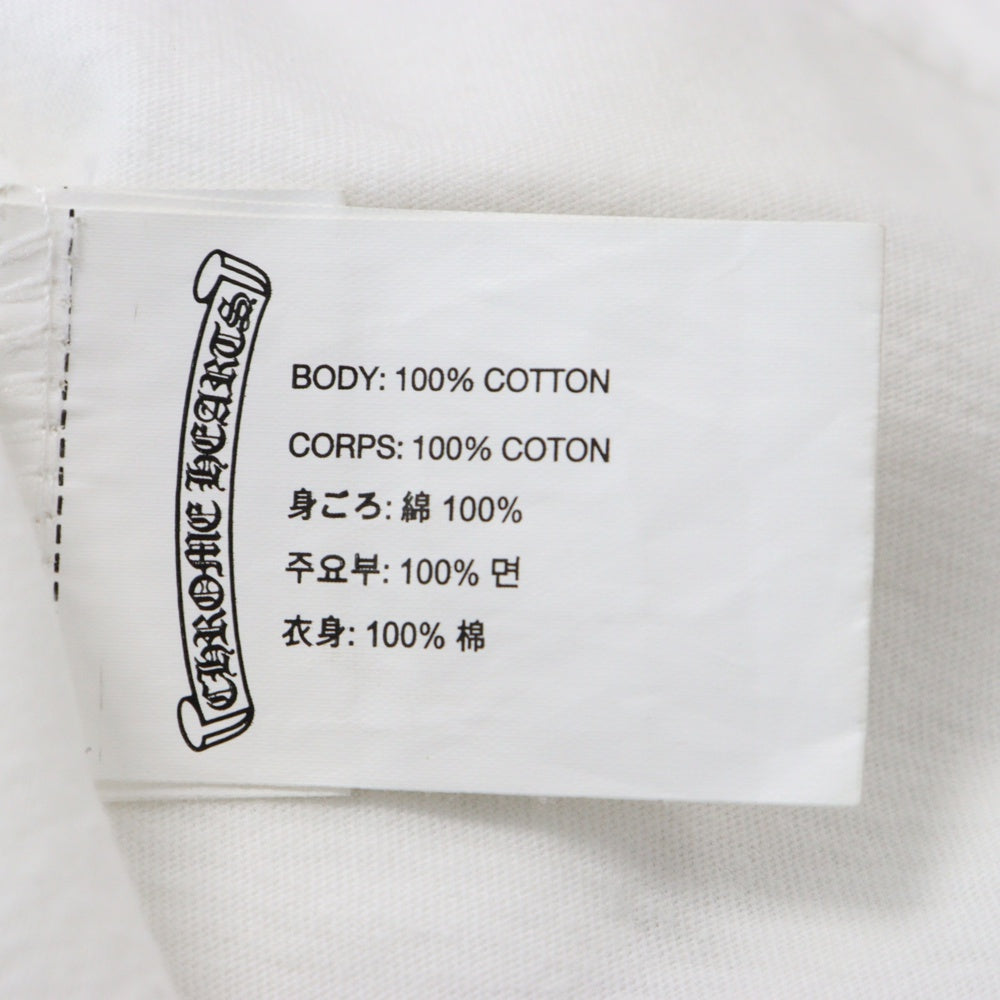 CHROME HEARTS
BODY: 100% COTTON
CORPS: 100% COTON
身ごろ: 綿 100%
주요부: 100% 면
衣身: 100% 棉